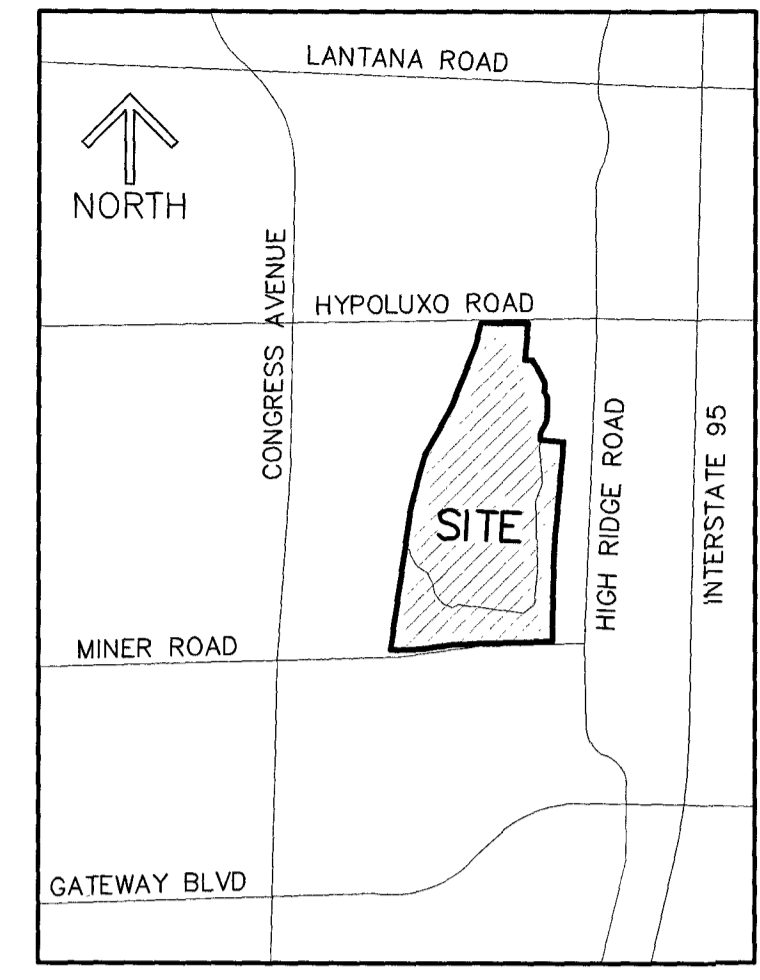 LANTANA ROAD
NORTH
CONGRESS AVENUE
HYPOLUXO ROAD
HIGH RIDGE ROAD
INTERSTATE 95
SITE
MINER ROAD
GATEWAY BLVD